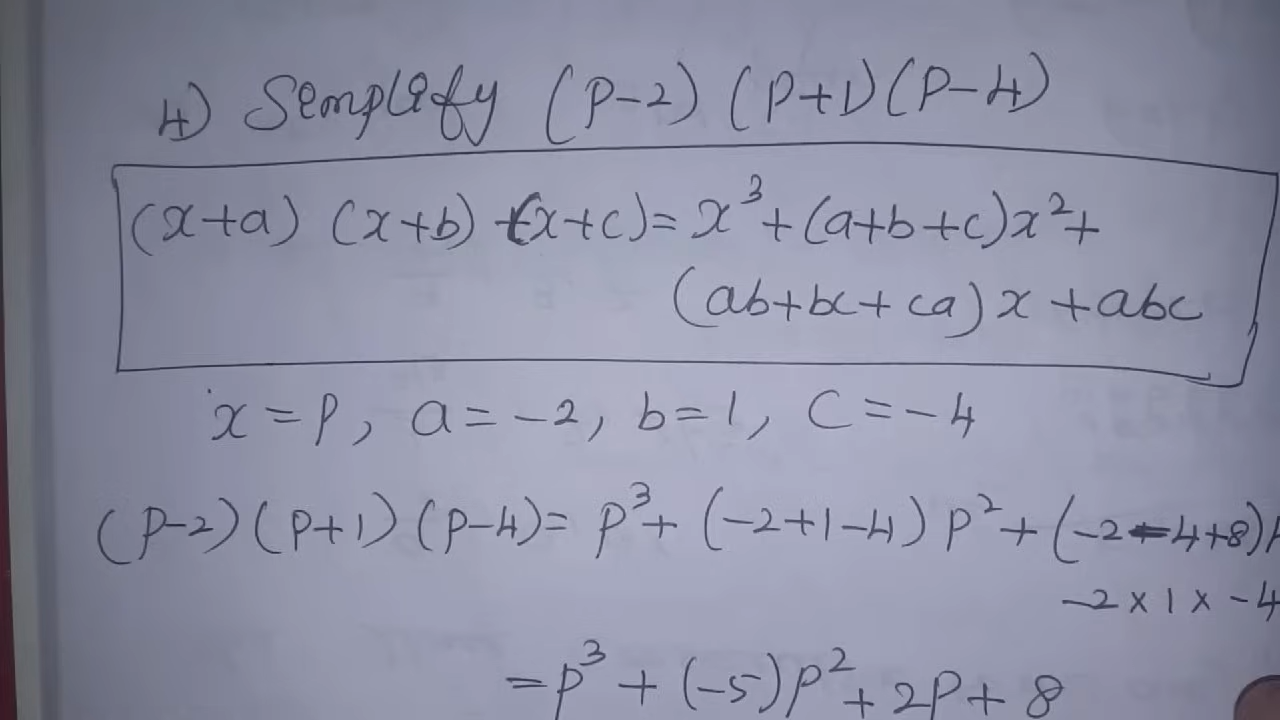 4) Simplify (P-2) (P+1) (P-4)
(x+a) (x+b) (x+c) = x³ + (a+b+c)x² +
(ab+bc+ca)x + abc
x = p, a = -2, b = 1, c = -4
(p-2) (p+1) (p-4) = p³ + (-2+1-4) p² + (-2-4+8)p
-2 × 1 × -4
= p³ + (-5)p² + 2p + 8